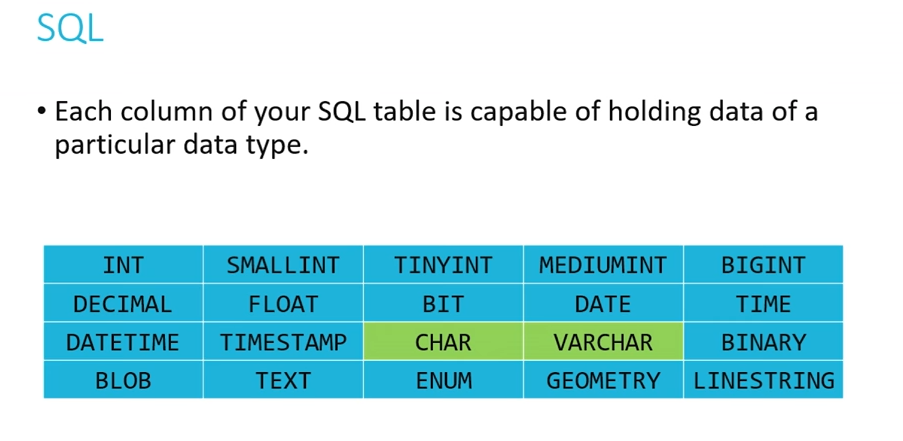 SQL
• Each column of your SQL table is capable of holding data of a
particular data type.
INT SMALLINT TINYINT MEDIUMINT BIGINT
DECIMAL FLOAT BIT DATE TIME
DATETIME TIMESTAMP CHAR VARCHAR BINARY
BLOB TEXT ENUM GEOMETRY LINESTRING